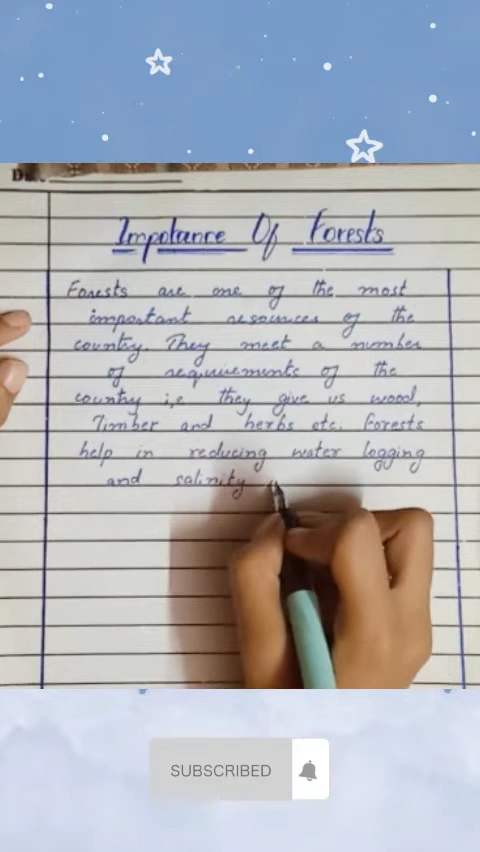 Impotance Of Forests
Forests are one of the most
important resources of the
country. They meet a number
of requirements of the
country i,e they give us wood,
Timber and herbs etc. Forests
help in reducing water logging
and salinity
SUBSCRIBED